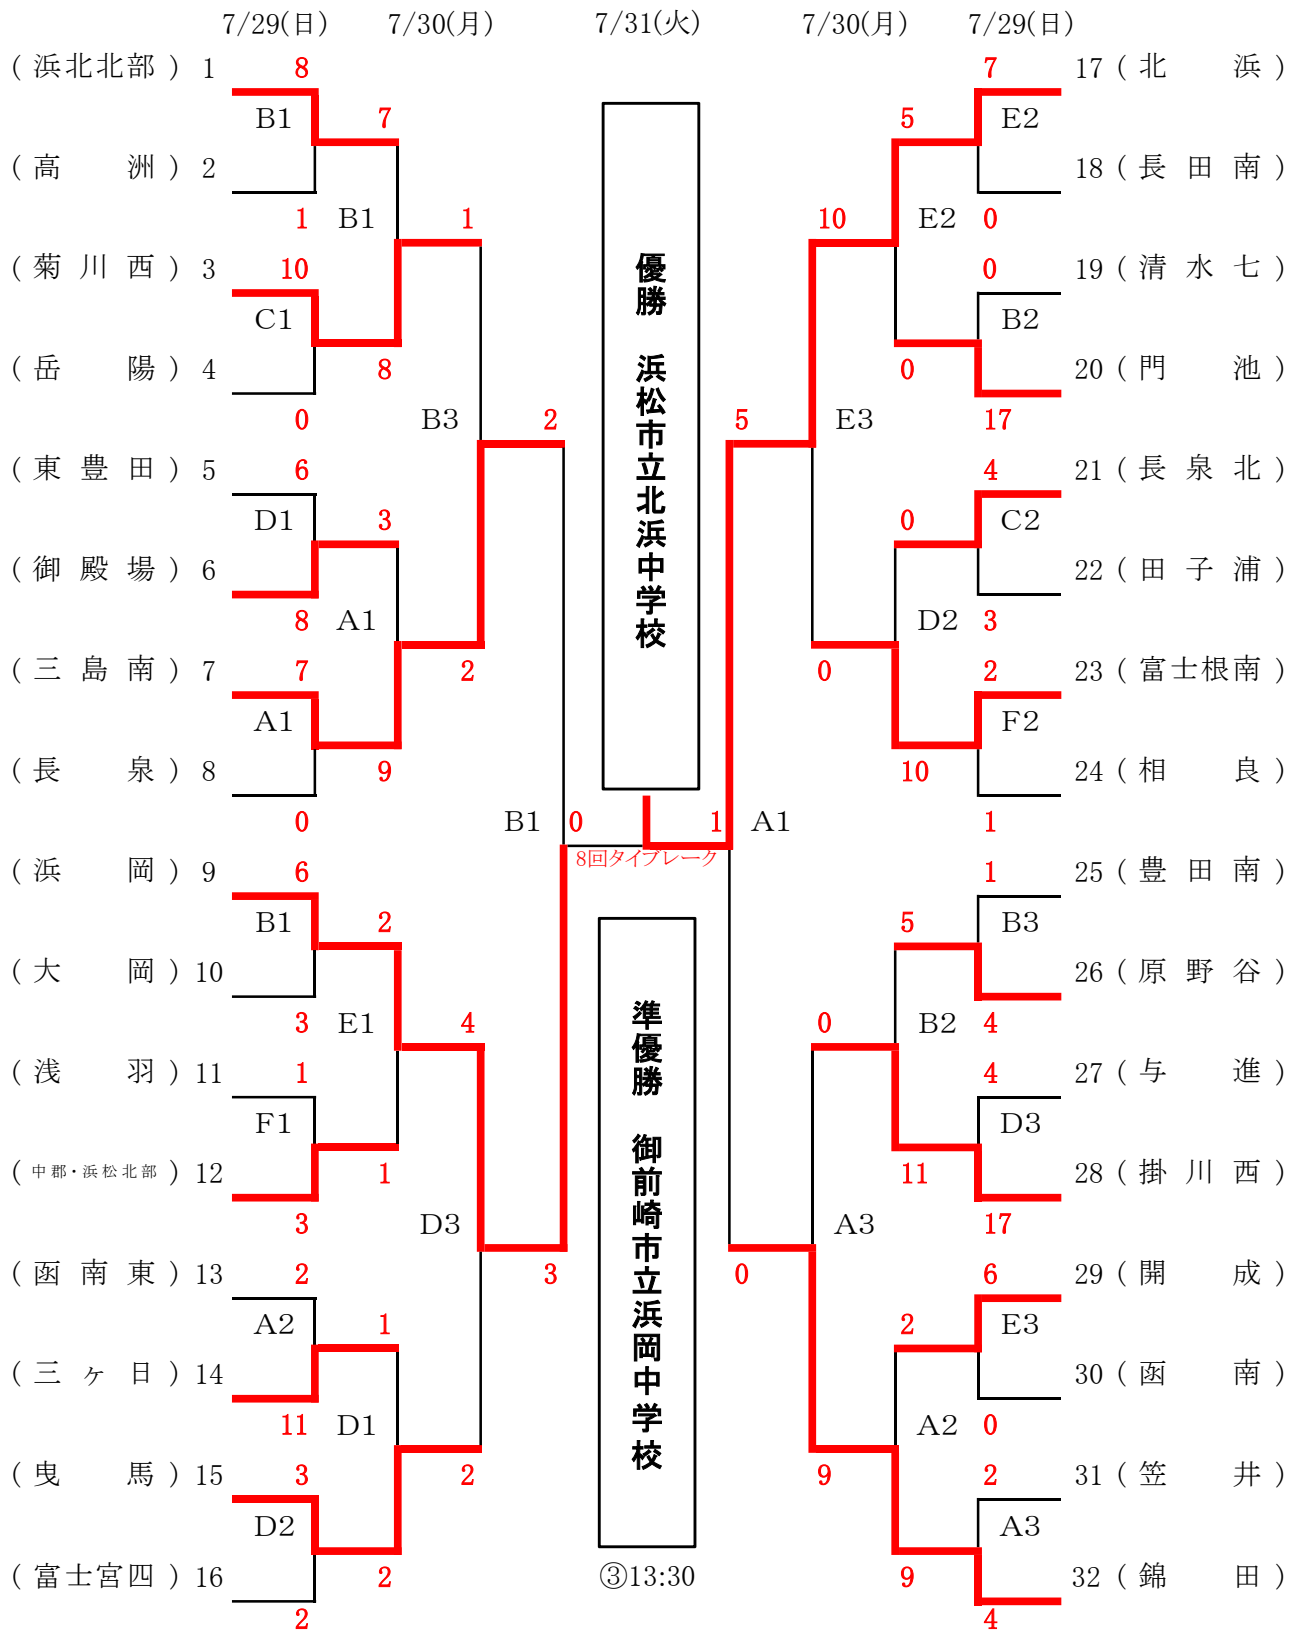 7/29(日) 7/30(月) 7/31(火) 7/30(月) 7/29(日)
(浜北北部) 1 8 7 17 (北浜)
B1 7 5 E2
(高洲) 2 18 (長田南)
1 B1 1 10 E2 0
(菊川西) 3 10 0 19 (清水七)
C1 B2
(岳陽) 4 8 0 20 (門池)
0 B3 2 5 E3 17
(東豊田) 5 6 4 21 (長泉北)
D1 3 0 C2
(御殿場) 6 22 (田子浦)
8 A1 D2 3
(三島南) 7 7 2 0 2 23 (富士根南)
A1 F2
(長泉) 8 9 10 24 (相良)
0 B1 0 1 A1 1
8回タイブレーク
(浜岡) 9 6 1 25 (豊田南)
B1 2 5 B3
(大岡) 10 26 (原野谷)
3 E1 4 0 B2 4
(浅羽) 11 1 4 27 (与進)
F1 D3
(中郡・浜松北部) 12 1 11 28 (掛川西)
3 D3 A3 17
(函南東) 13 2 3 0 6 29 (開成)
A2 1 2 E3
(三ヶ日) 14 30 (函南)
11 D1 A2 0
(曳馬) 15 3 2 9 2 31 (笠井)
D2 A3
(富士宮四) 16 2 9 32 (錦田)
2 4
優勝 浜松市立北浜中学校
準優勝 御前崎市立浜岡中学校
③13:30